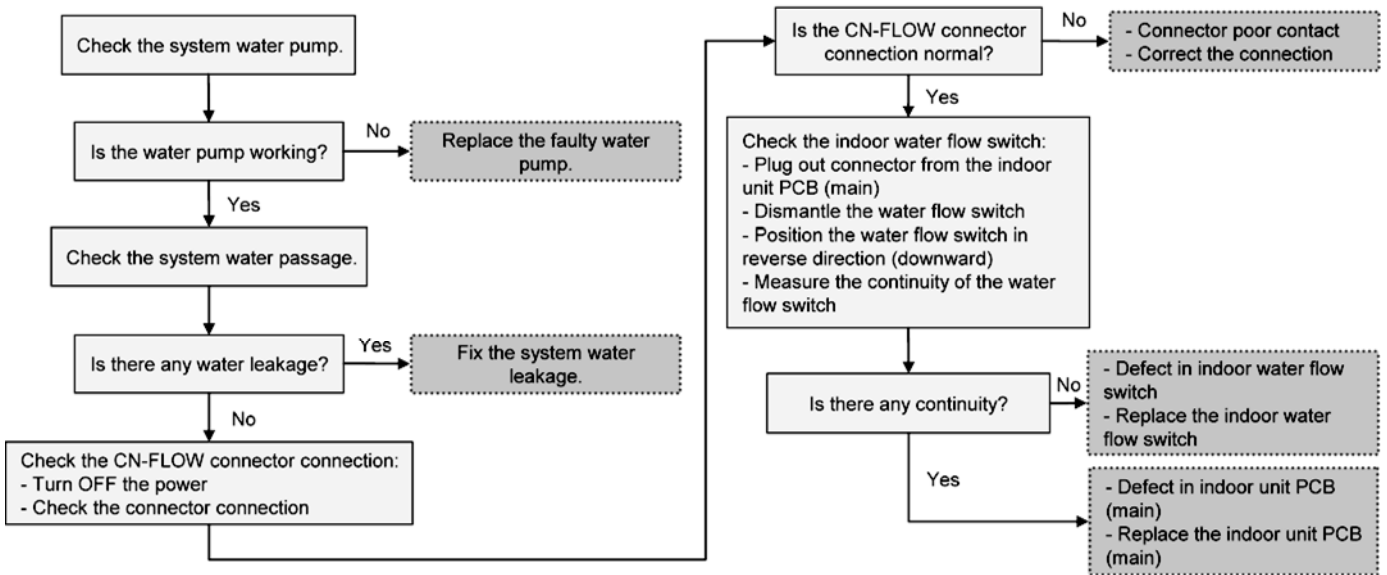 Check the system water pump.
Is the water pump working?
No
Replace the faulty water
pump.
Yes
Check the system water passage.
Is there any water leakage?
Yes
Fix the system water
leakage.
No
Check the CN-FLOW connector connection:
- Turn OFF the power
- Check the connector connection
Is the CN-FLOW connector
connection normal?
No
- Connector poor contact
- Correct the connection
Yes
Check the indoor water flow switch:
- Plug out connector from the indoor
unit PCB (main)
- Dismantle the water flow switch
- Position the water flow switch in
reverse direction (downward)
- Measure the continuity of the water
flow switch
Is there any continuity?
No
- Defect in indoor water flow
switch
- Replace the indoor water
flow switch
Yes
- Defect in indoor unit PCB
(main)
- Replace the indoor unit PCB
(main)